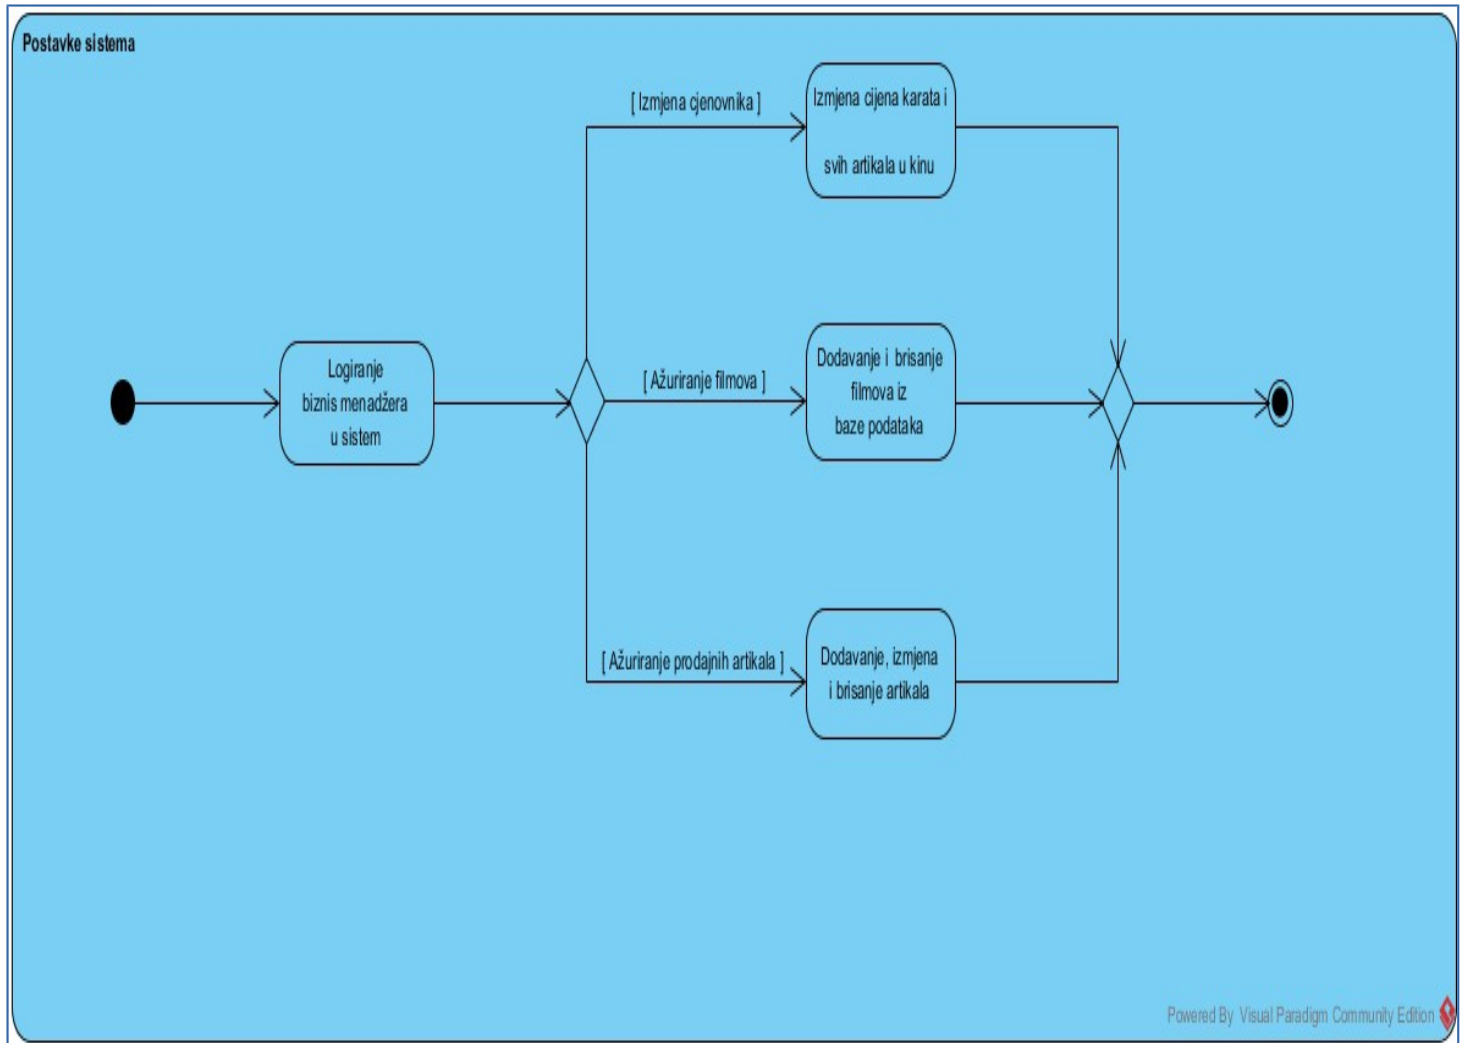 Postavke sistema
[ Izmjena cjenovnika ]
Izmjena cijena karata i
svih artikala u kinu
Logiranje
biznis menadžera
u sistem
[ Ažuriranje filmova ]
Dodavanje i brisanje
filmova iz
baze podataka
[ Ažuriranje prodajnih artikala ]
Dodavanje, izmjena
i brisanje artikala
Powered By Visual Paradigm Community Edition